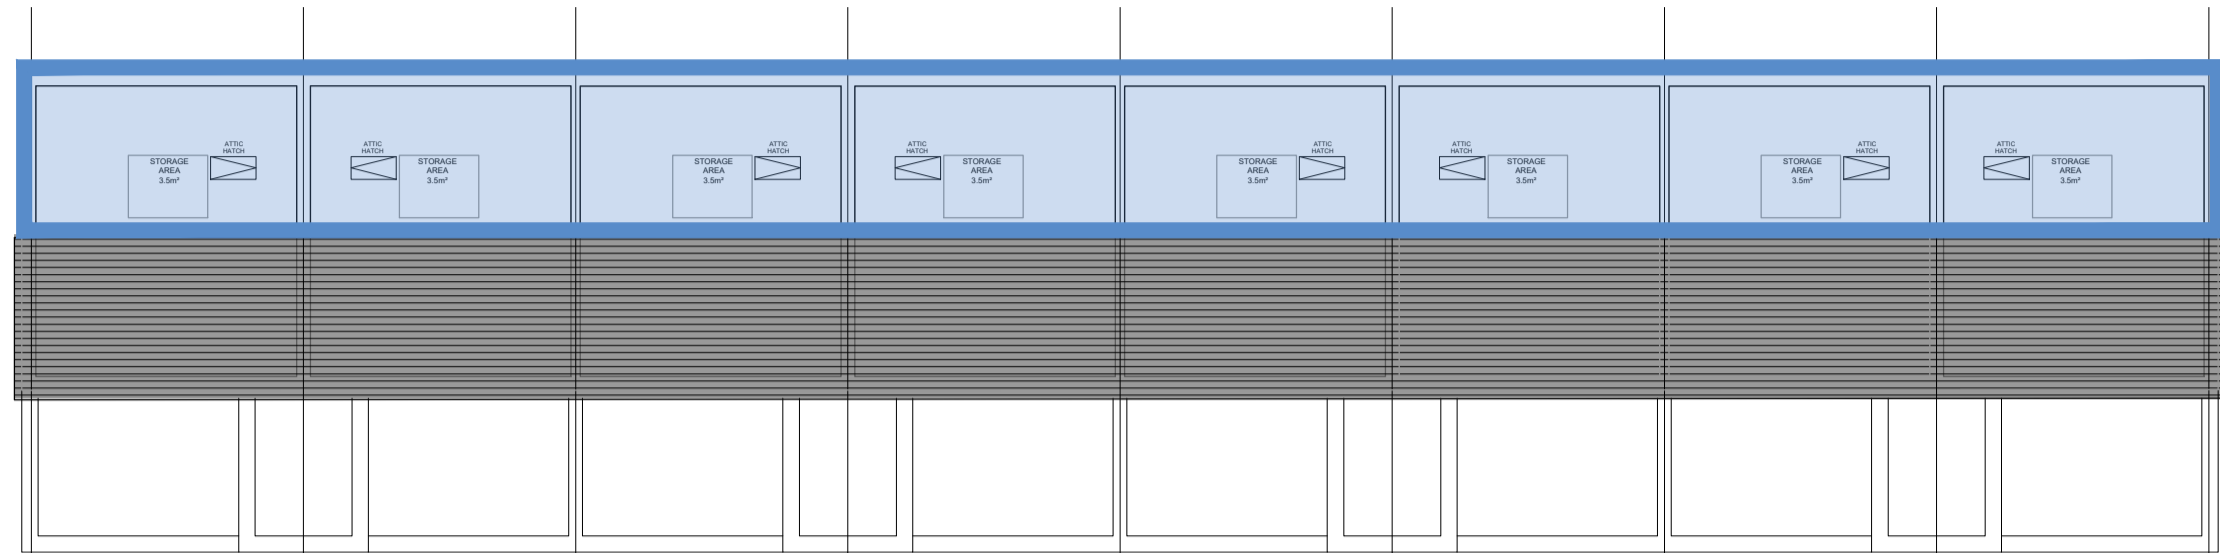 ATTIC
HATCH
STORAGE
AREA
3.5m²
ATTIC
HATCH
STORAGE
AREA
3.5m²
ATTIC
HATCH
STORAGE
AREA
3.5m²
ATTIC
HATCH
STORAGE
AREA
3.5m²
ATTIC
HATCH
STORAGE
AREA
3.5m²
ATTIC
HATCH
STORAGE
AREA
3.5m²
ATTIC
HATCH
STORAGE
AREA
3.5m²
ATTIC
HATCH
STORAGE
AREA
3.5m²